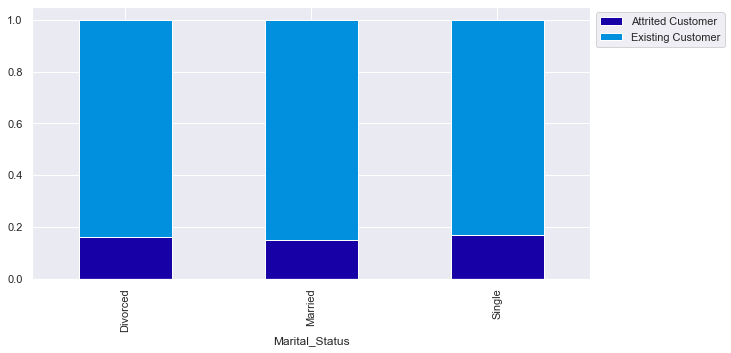 1.0
0.8
0.6
0.4
0.2
0.0
Divorced
Married
Single
Marital_Status
Attrited Customer
Existing Customer